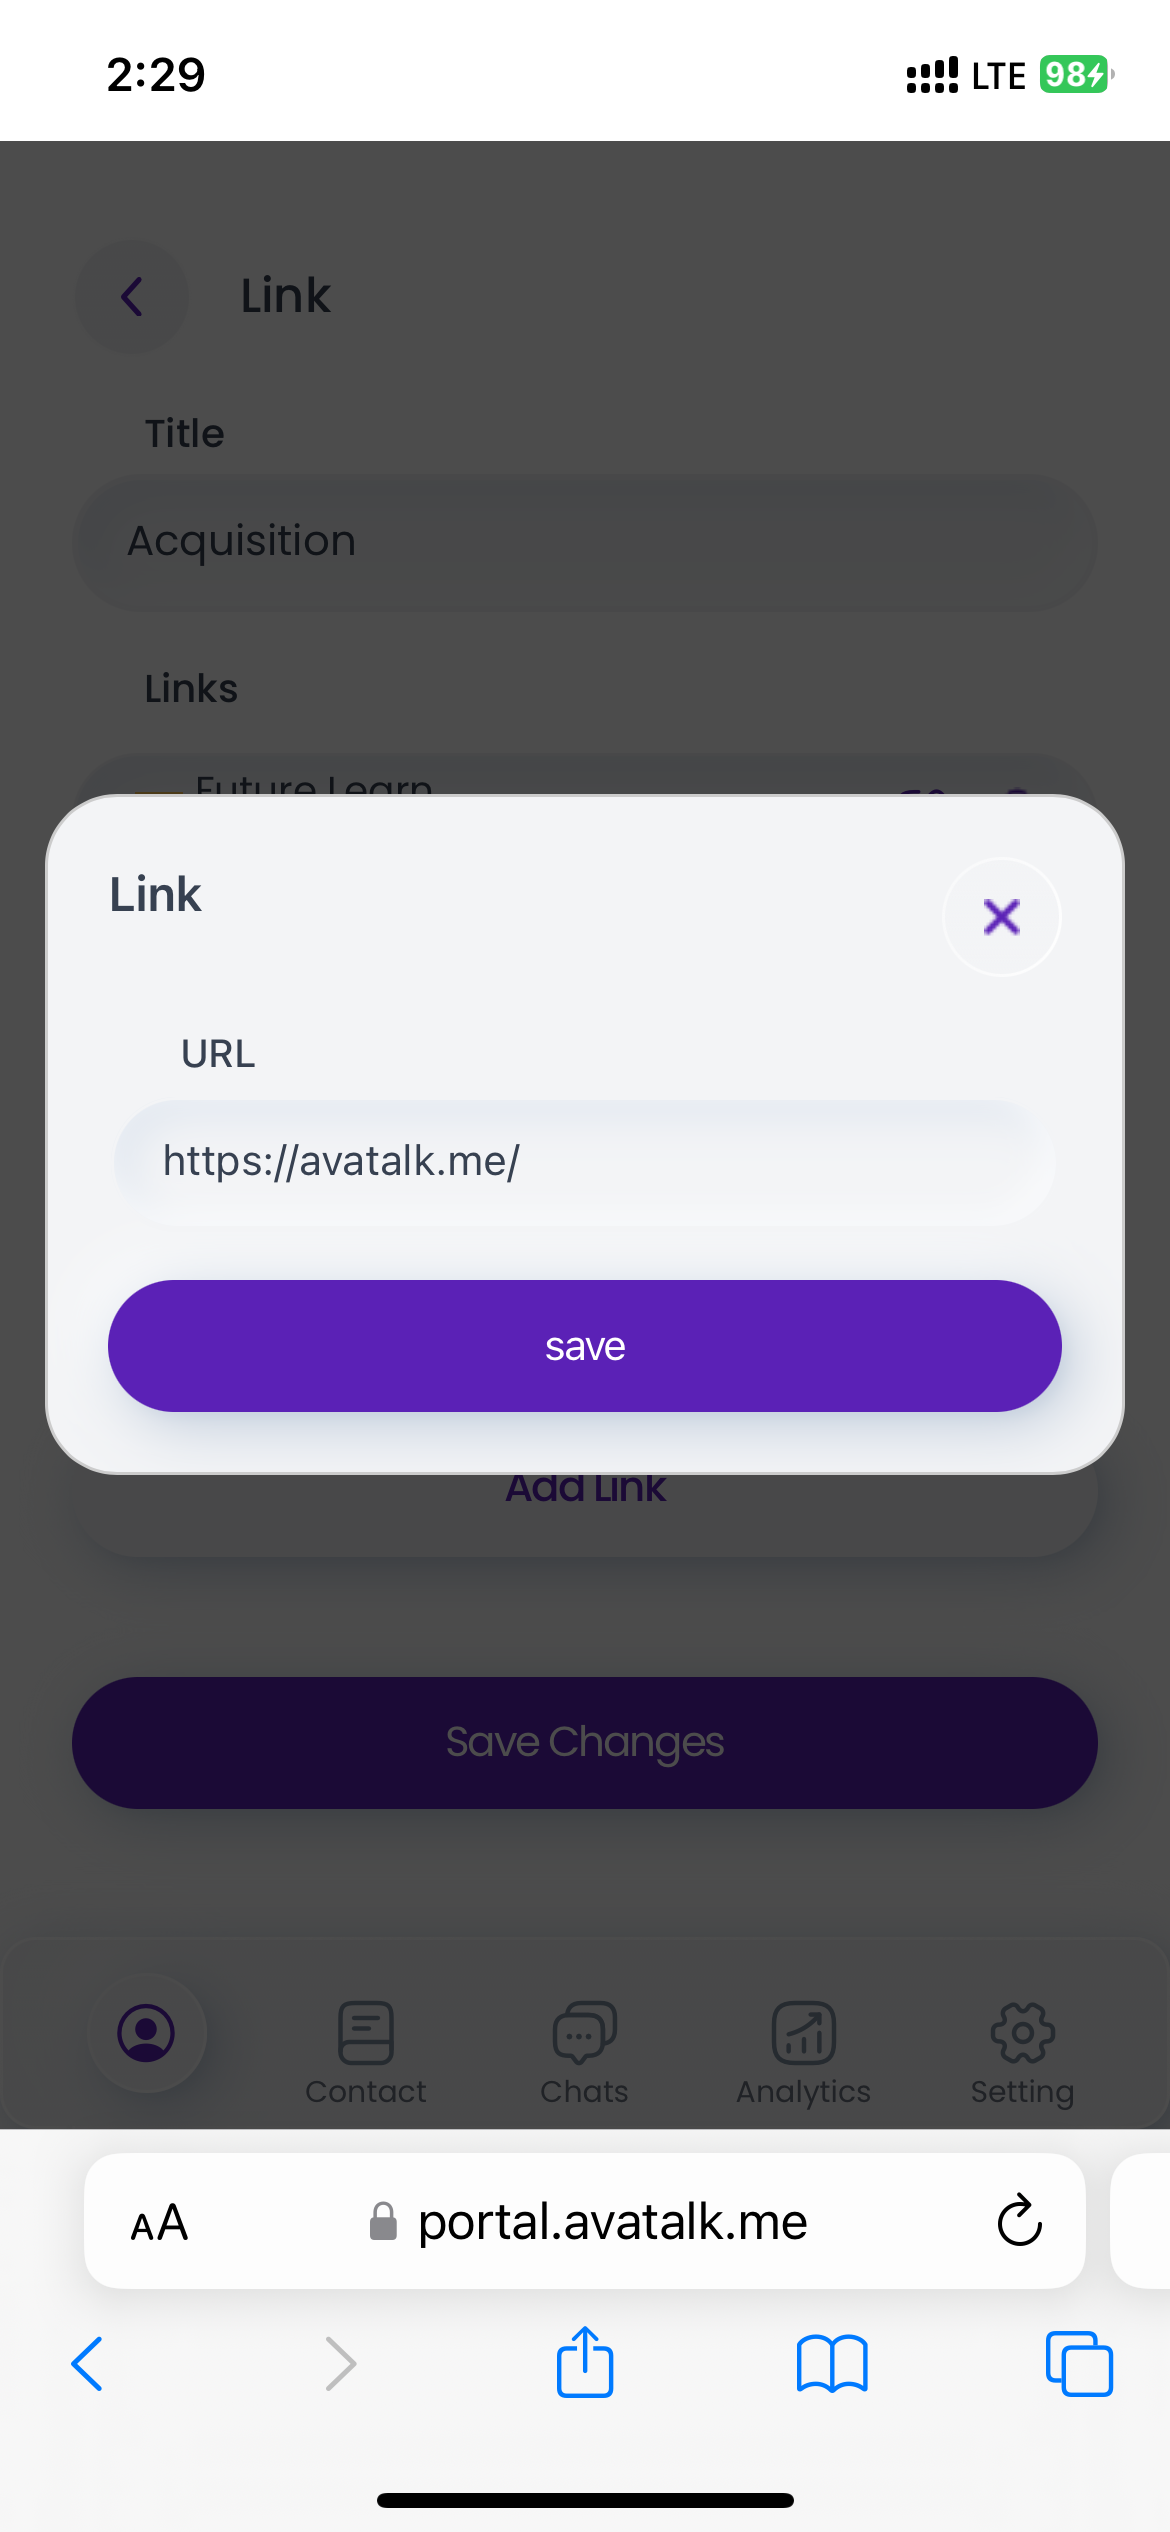 2:29
LTE 98
Link
Title
Acquisition
Links
Future Learn
Link
URL
https://avatalk.me/
save
Add Link
Save Changes
Contact Chats Analytics Setting
AA portal.avatalk.me